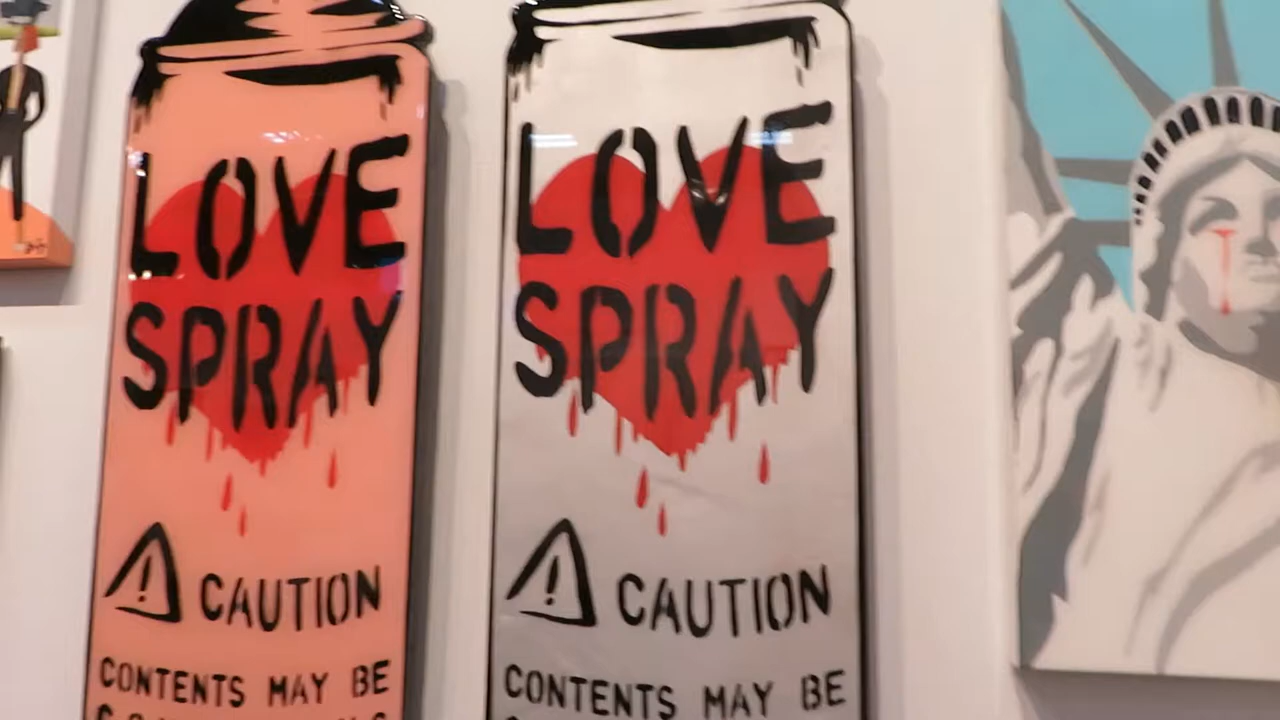 LOVE
SPRAY
CAUTION
CONTENTS MAY BE
LOVE
SPRAY
CAUTION
CONTENTS MAY BE